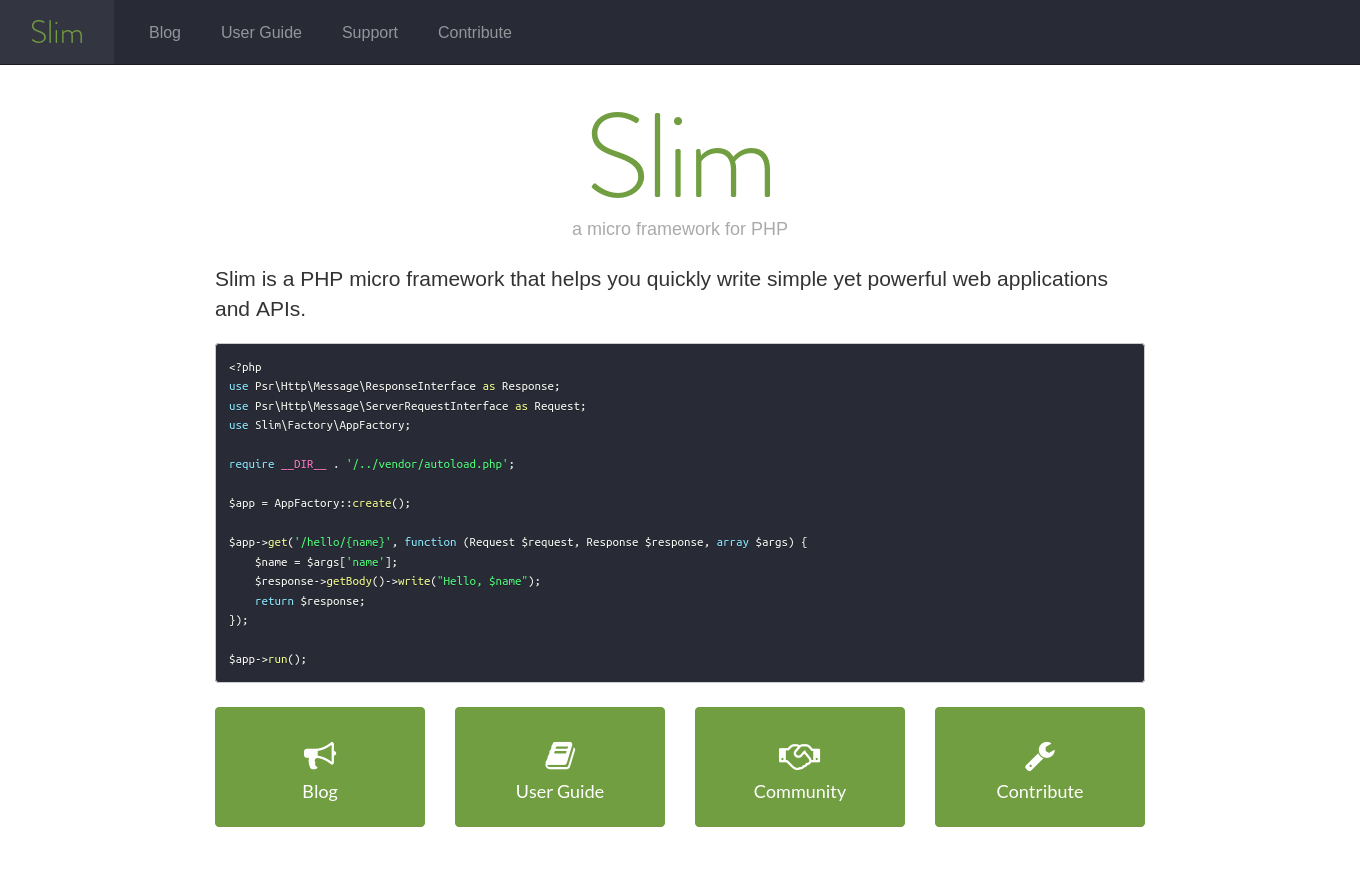 Slim
Blog
User Guide
Support
Contribute
Slim
a micro framework for PHP
Slim is a PHP micro framework that helps you quickly write simple yet powerful web applications
and APIs.
<?php
use Psr\Http\Message\ResponseInterface as Response;
use Psr\Http\Message\ServerRequestInterface as Request;
use Slim\Factory\AppFactory;

require __DIR__ . '/../vendor/autoload.php';

$app = AppFactory::create();

$app->get('/hello/{name}', function (Request $request, Response $response, array $args) {
    $name = $args['name'];
    $response->getBody()->write("Hello, $name");
    return $response;
});

$app->run();
Blog
User Guide
Community
Contribute